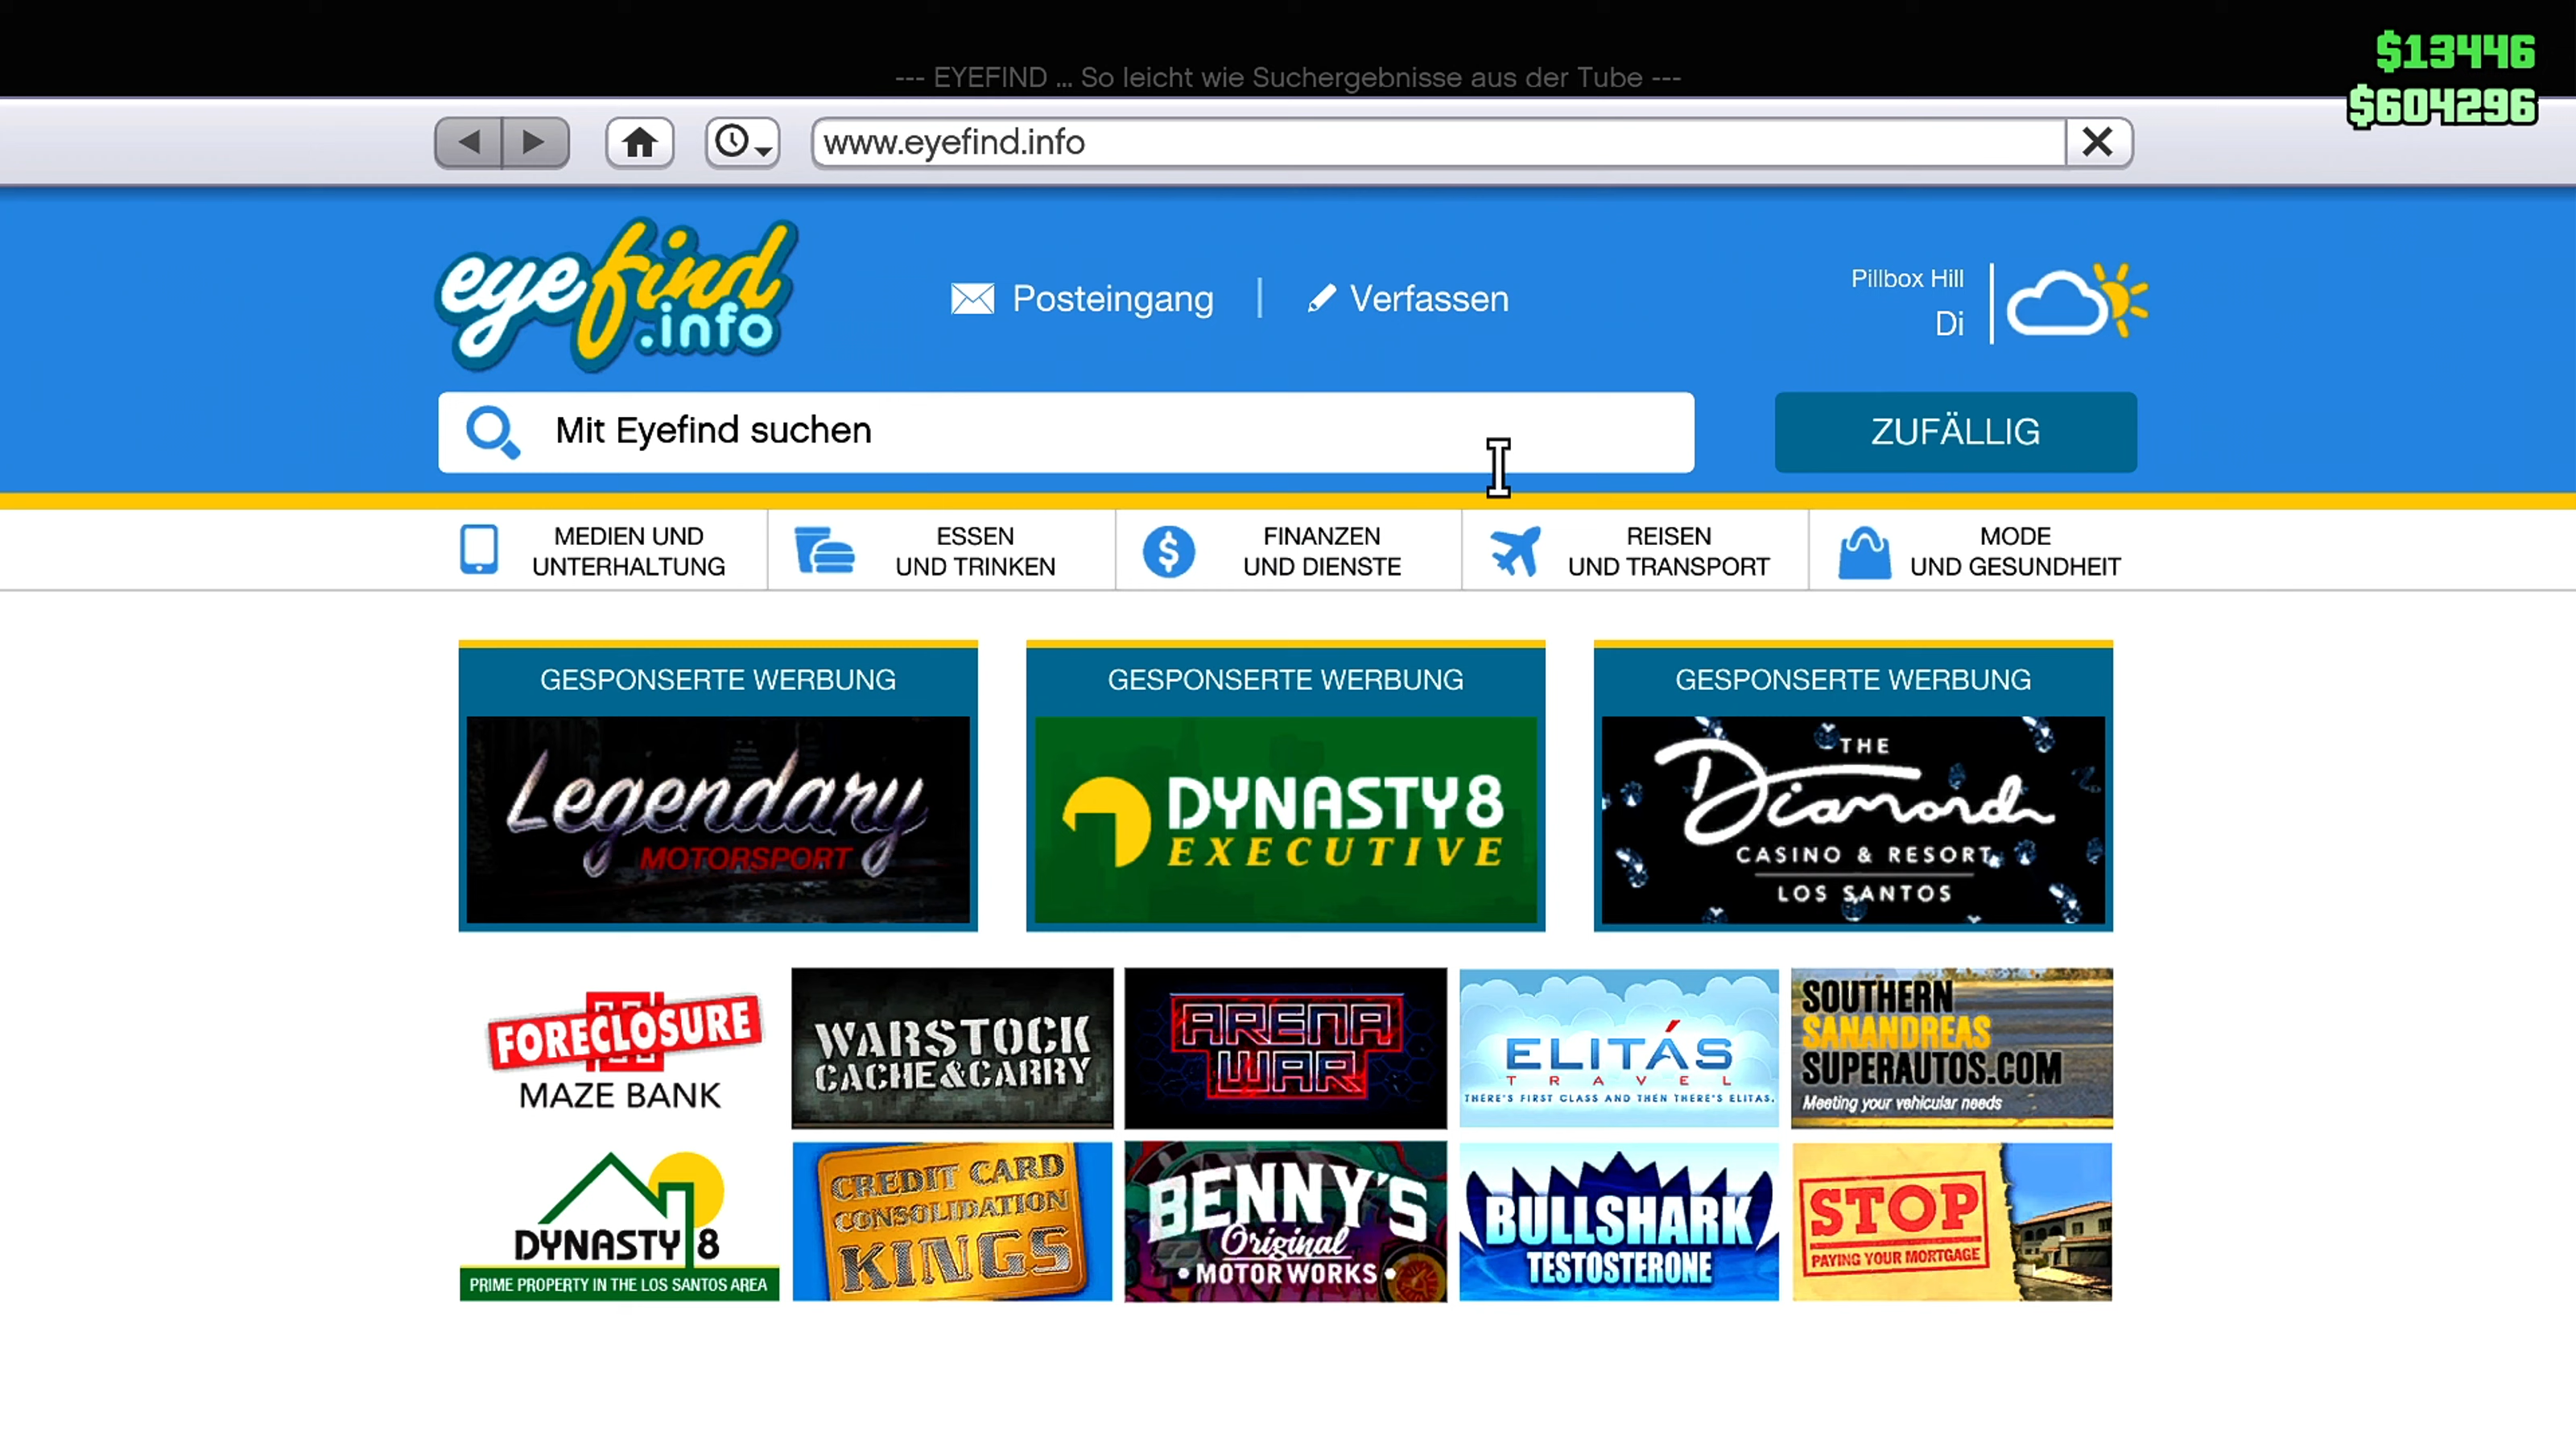 $13446
--- EYEFIND ... So leicht wie Suchergebnisse aus der Tube ---
$604296
www.eyefind.info
eyefind
.info
Posteingang
Verfassen
Pillbox Hill
Di
Mit Eyefind suchen
ZUFÄLLIG
MEDIEN UND
UNTERHALTUNG
ESSEN
UND TRINKEN
FINANZEN
UND DIENSTE
REISEN
UND TRANSPORT
MODE
UND GESUNDHEIT
GESPONSERTE WERBUNG
Legendary
MOTORSPORT
GESPONSERTE WERBUNG
DYNASTY8
EXECUTIVE
GESPONSERTE WERBUNG
THE
Diamond
CASINO & RESORT
LOS SANTOS
FORECLOSURE
MAZE BANK
WARSTOCK
CACHE&CARRY
ARENA
WAR
ELITÁS
TRAVEL
THERE'S FIRST CLASS AND THEN THERE'S ELITAS.
SOUTHERN
SANANDREAS
SUPERAUTOS.COM
Meeting your vehicular needs
DYNASTY 8
PRIME PROPERTY IN THE LOS SANTOS AREA
CREDIT CARD
CONSOLIDATION
KINGS
BENNY'S
Original
MOTOR WORKS
BULLSHARK
TESTOSTERONE
STOP
PAYING YOUR MORTGAGE